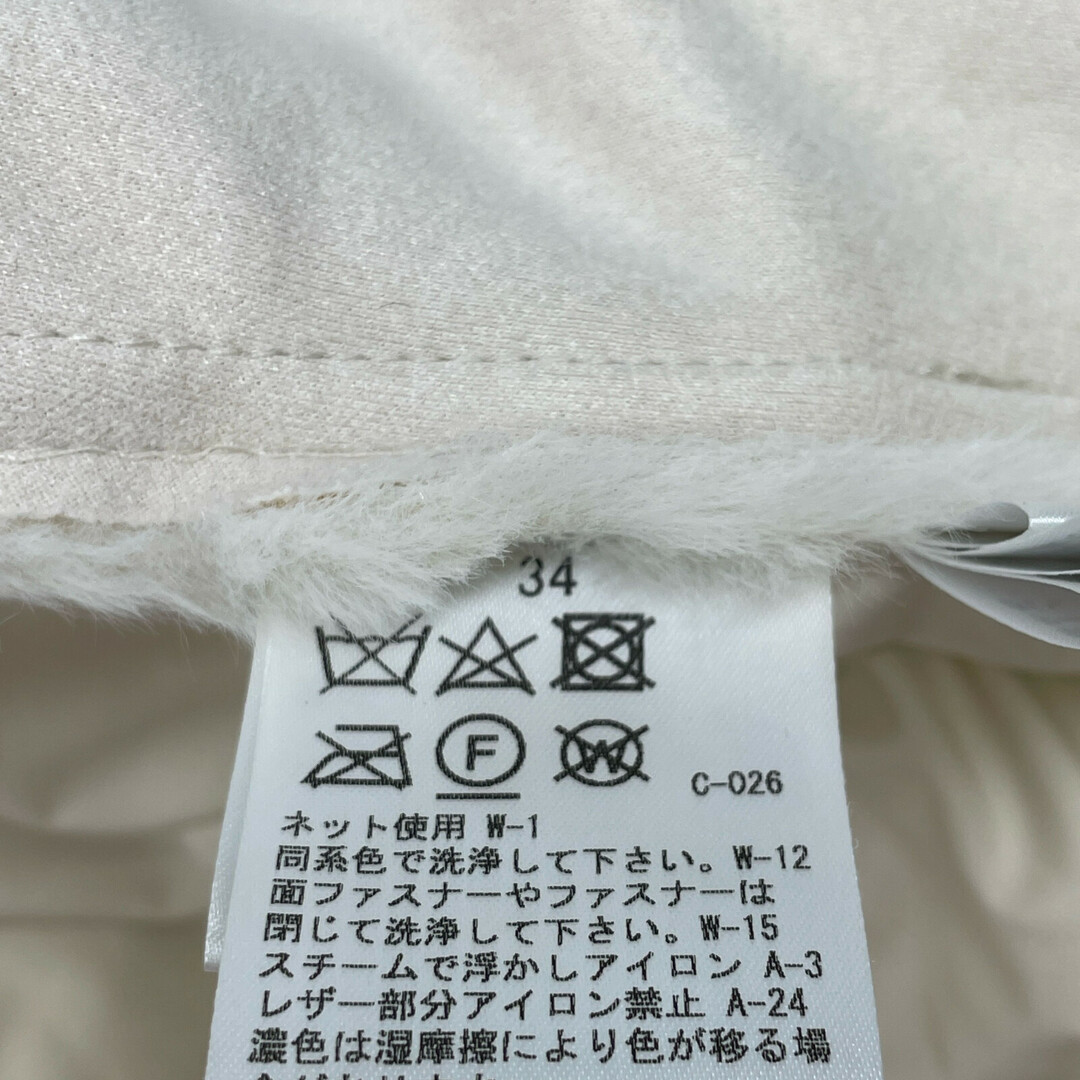 34
F
W
C-026
ネット使用 W-1
同系色で洗浄して下さい。W-12
面ファスナーやファスナーは
閉じて洗浄して下さい。W-15
スチームで浮かしアイロン A-3
レザー部分アイロン禁止 A-24
濃色は湿摩擦により色が移る場